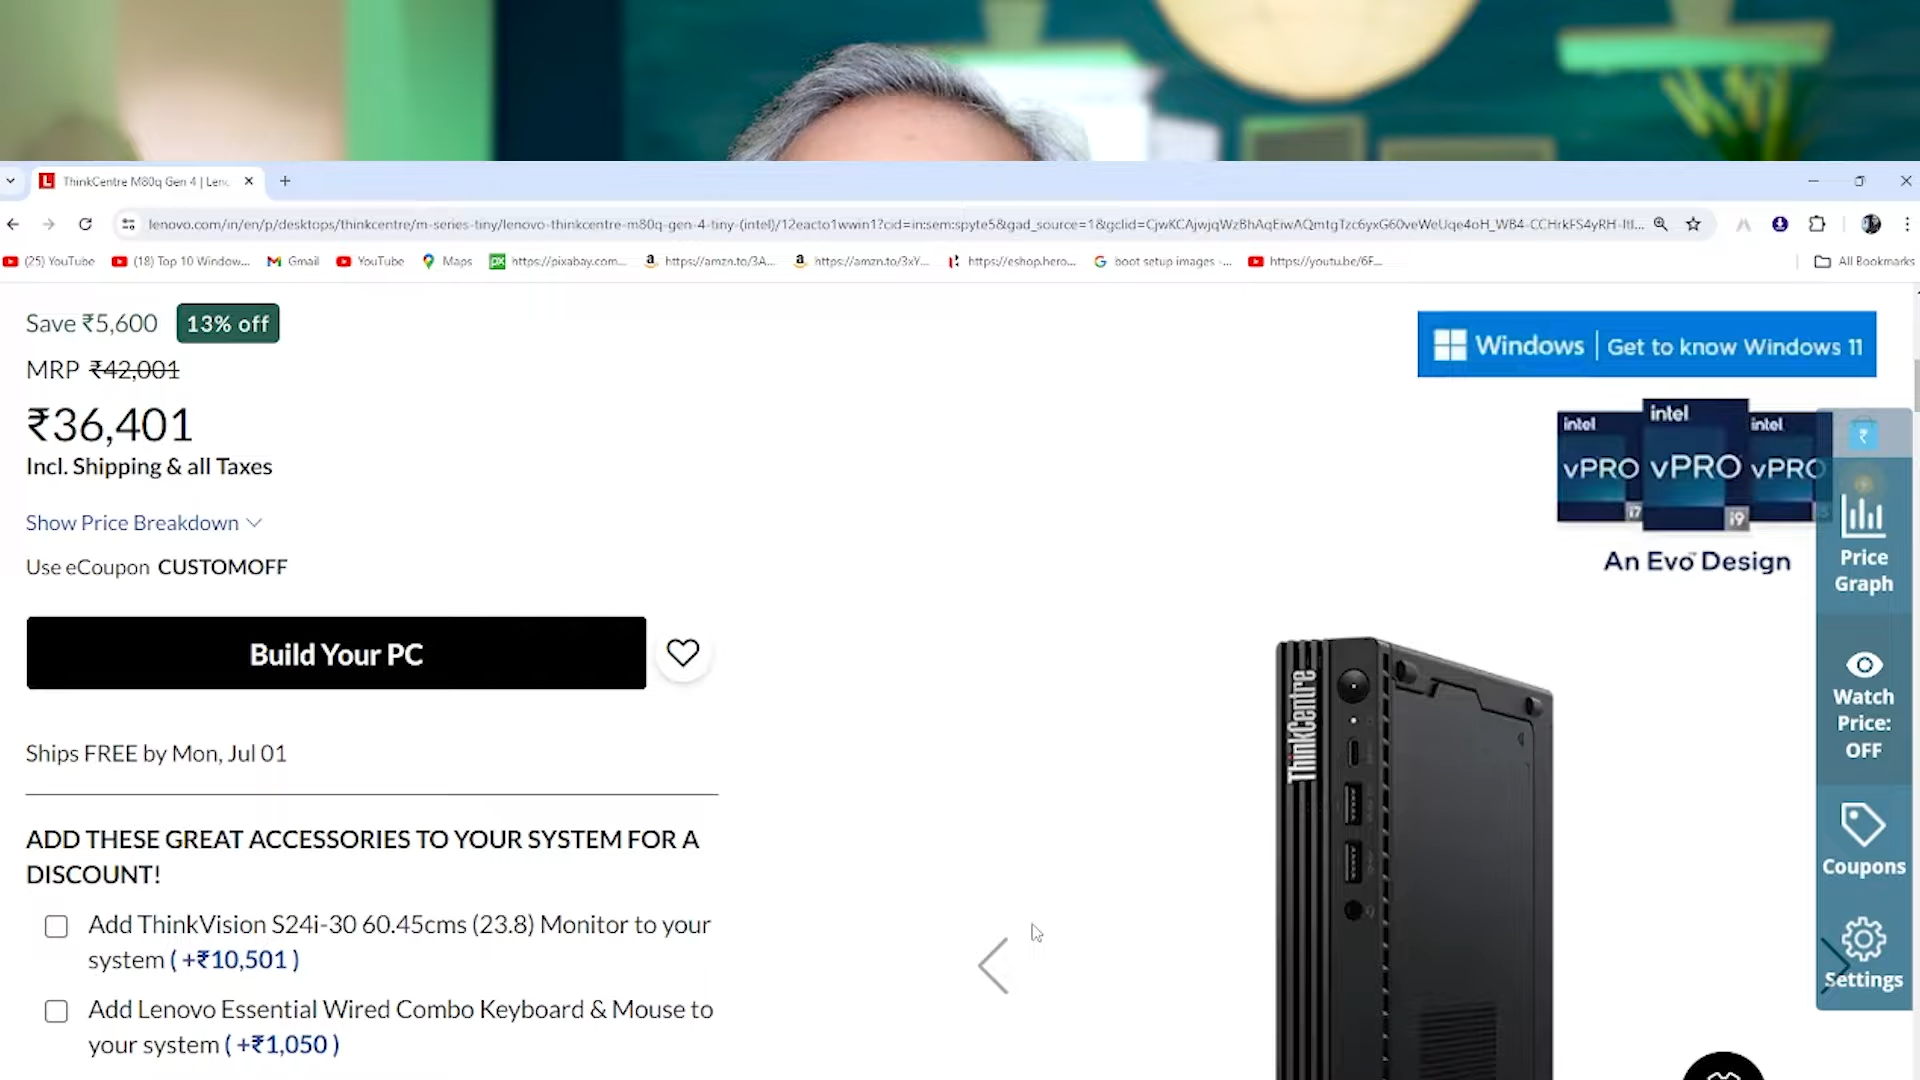 ThinkCentre M80q Gen 4 | Len
lenovo.com/in/en/p/desktops/thinkcentre/m-series-tiny/lenovo-thinkcentre-m80q-gen-4-tiny-(intel)/12eacto1wwin1?cid=in:sem:spyte5&gad_source=1&gclid=CjwKCAjwjqWzBhAqEiwAQmtgTzc6yxG60veWeUqe4oH_WB4-CCHrkFS4yRH-ltl...
(25) YouTube
(18) Top 10 Window...
Gmail
YouTube
Maps
https://pixabay.com...
https://amzn.to/3A...
https://amzn.to/3xY...
https://eshop.hero...
boot setup images -...
https://youtu.be/6F...
All Bookmarks
Save ₹5,600 13% off
MRP ₹42,001
₹36,401
Incl. Shipping & all Taxes
Show Price Breakdown
Use eCoupon CUSTOMOFF
Build Your PC
Ships FREE by Mon, Jul 01
ADD THESE GREAT ACCESSORIES TO YOUR SYSTEM FOR A
DISCOUNT!
Add ThinkVision S24i-30 60.45cms (23.8) Monitor to your
system ( +₹10,501 )
Add Lenovo Essential Wired Combo Keyboard & Mouse to
your system ( +₹1,050 )
Windows | Get to know Windows 11
intel vPRO i7
intel vPRO i9
intel vPRO
An Evo™ Design
ThinkCentre
Price
Graph
Watch
Price:
OFF
Coupons
Settings